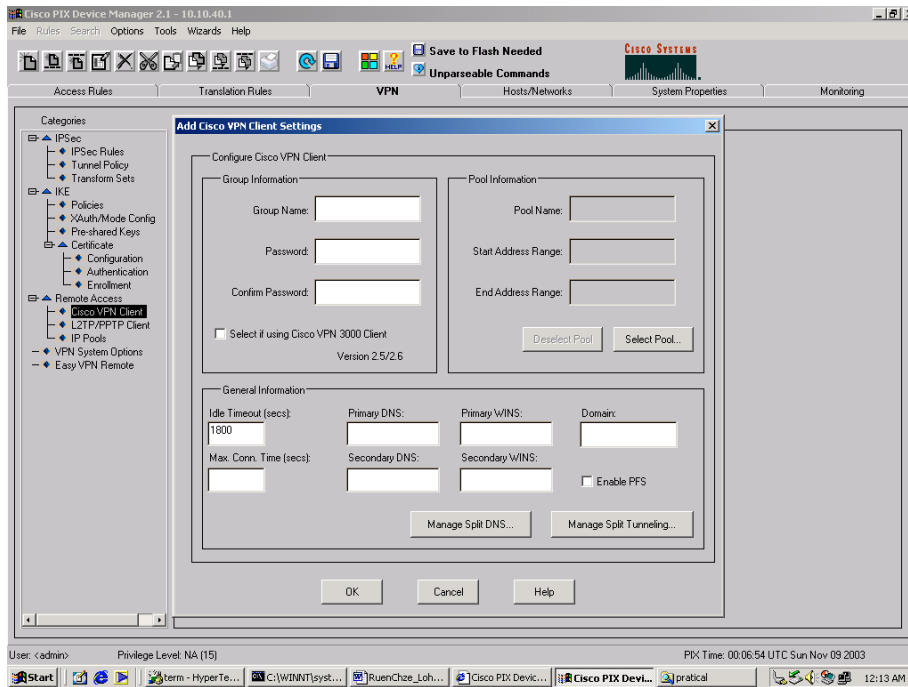 Cisco PIX Device Manager 2.1 - 10.10.40.1
File Rules Search Options Tools Wizards Help
Save to Flash Needed
Unparseable Commands
CISCO SYSTEMS
HELP
Access Rules Translation Rules VPN Hosts/Networks System Properties Monitoring
Categories
IPSec
IPSec Rules
Tunnel Policy
Transform Sets
IKE
Policies
XAuth/Mode Config
Pre-shared Keys
Certificate
Configuration
Authentication
Enrollment
Remote Access
Cisco VPN Client
L2TP/PPTP Client
IP Pools
VPN System Options
Easy VPN Remote
Add Cisco VPN Client Settings
Configure Cisco VPN Client
Group Information
Group Name:
Password:
Confirm Password:
Select if using Cisco VPN 3000 Client
Version 2.5/2.6
Pool Information
Pool Name:
Start Address Range:
End Address Range:
Deselect Pool Select Pool...
General Information
Idle Timeout (secs): Primary DNS: Primary WINS: Domain:
1800
Max. Conn. Time (secs): Secondary DNS: Secondary WINS:
Enable PFS
Manage Split DNS... Manage Split Tunneling...
OK Cancel Help
User: <admin> Privilege Level: NA (15) PIX Time: 00:06:54 UTC Sun Nov 09 2003
Start term - HyperTe... C:\WINNT\syst... RuenChze_Loh... Cisco PIX Devic... Cisco PIX Devi... pratical 12:13 AM